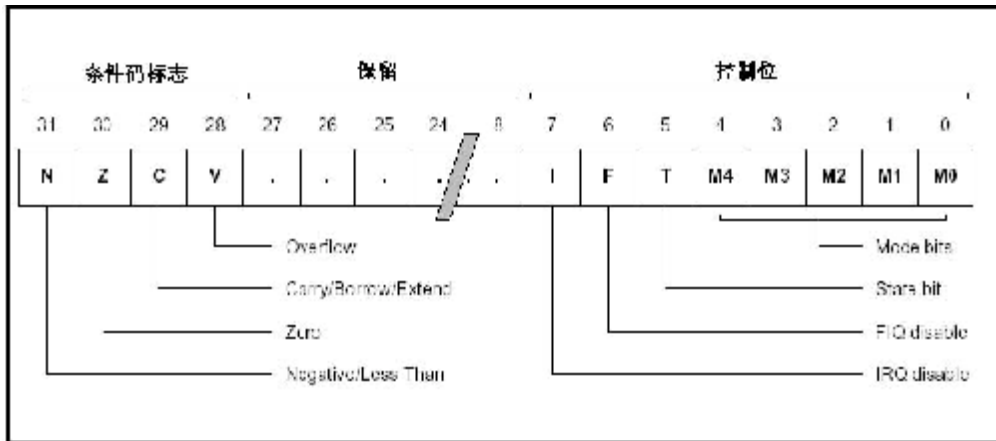 条件码标志 保留 控制位
31 30 29 28 27 26 25 24 8 7 6 5 4 3 2 1 0
N Z C V . . . . . . I F T M4 M3 M2 M1 M0
Overflow Mode bits
Carry/Borrow/Extend State bit
Zero FIQ disable
Negative/Less Than IRQ disable